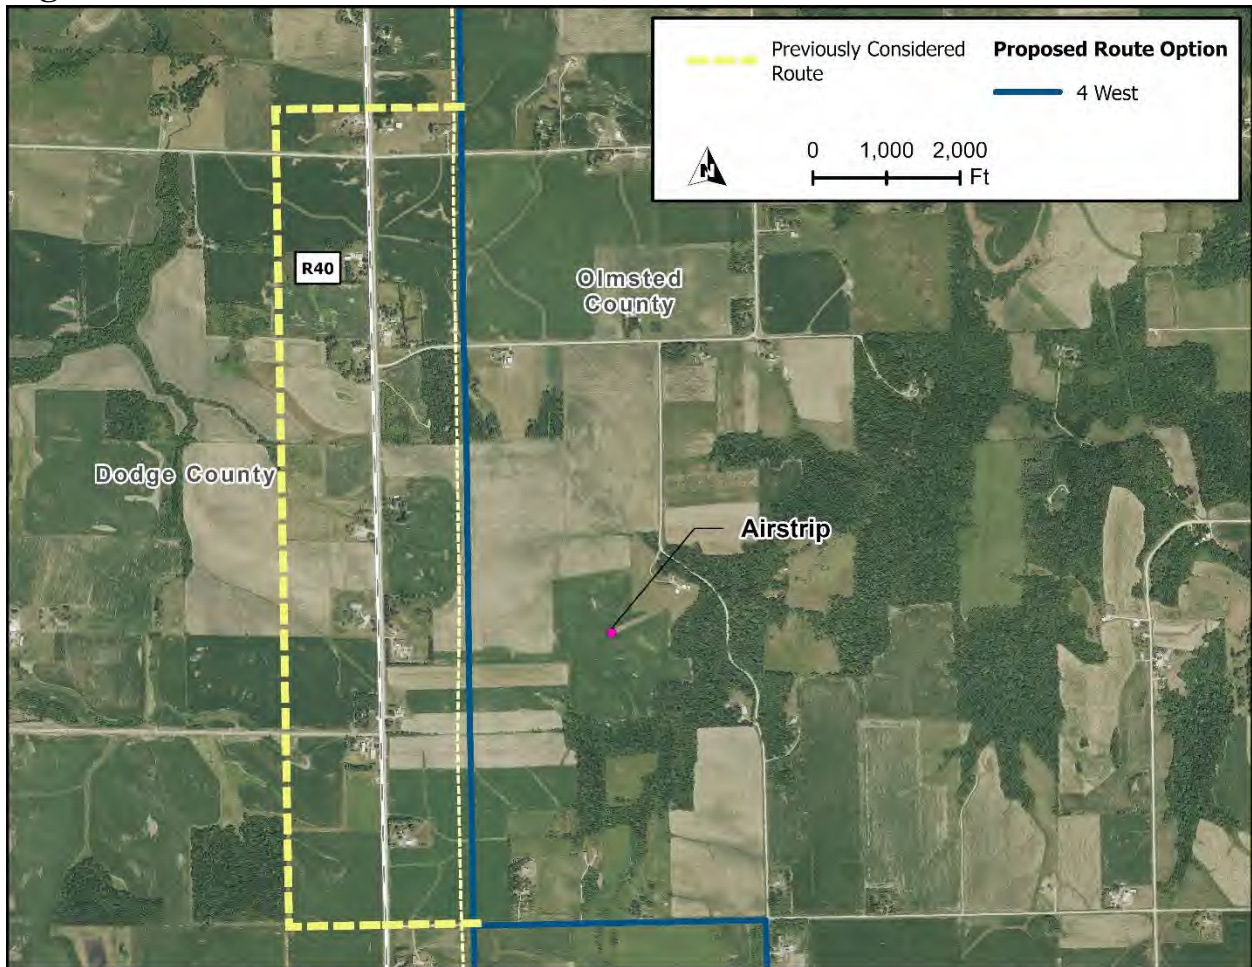 Previously Considered
Route
Proposed Route Option
4 West
N
0 1,000 2,000
Ft
R40
Olmsted
County
Dodge County
Airstrip